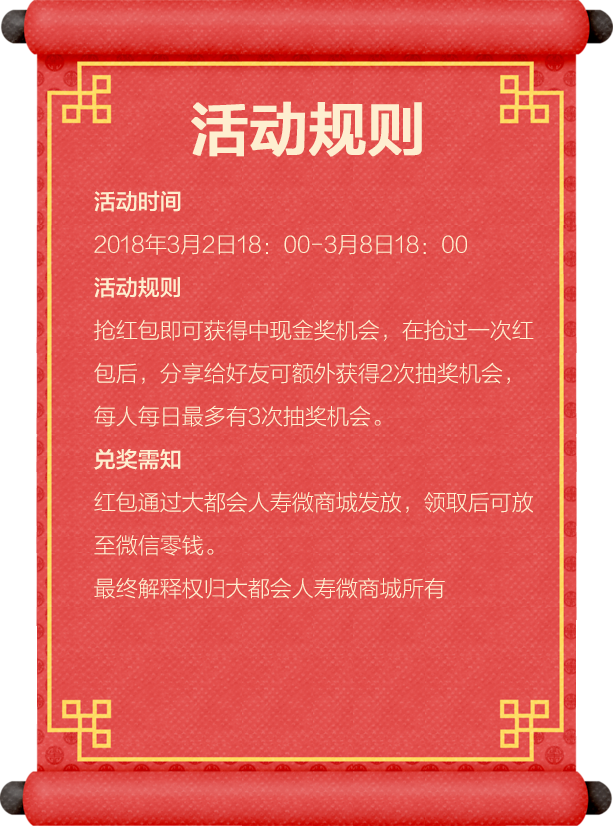 活动规则
活动时间
2018年3月2日18：00-3月8日18：00
活动规则
抢红包即可获得中现金奖机会，在抢过一次红
包后，分享给好友可额外获得2次抽奖机会，
每人每日最多有3次抽奖机会。
兑奖需知
红包通过大都会人寿微商城发放，领取后可放
至微信零钱。
最终解释权归大都会人寿微商城所有